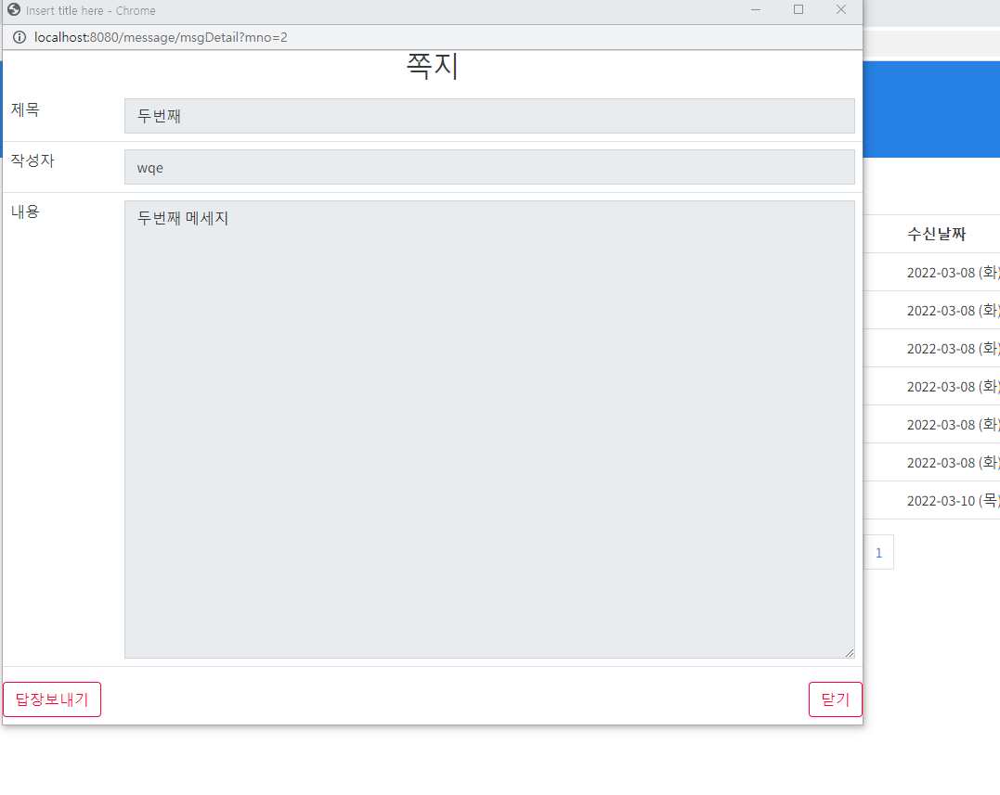 Insert title here - Chrome
localhost:8080/message/msgDetail?mno=2
쪽지
제목
두번째
작성자
wqe
내용
두번째 메세지
답장보내기
닫기
수신날짜
2022-03-08 (화)
2022-03-08 (화)
2022-03-08 (화)
2022-03-08 (화)
2022-03-08 (화)
2022-03-08 (화)
2022-03-10 (목)
1